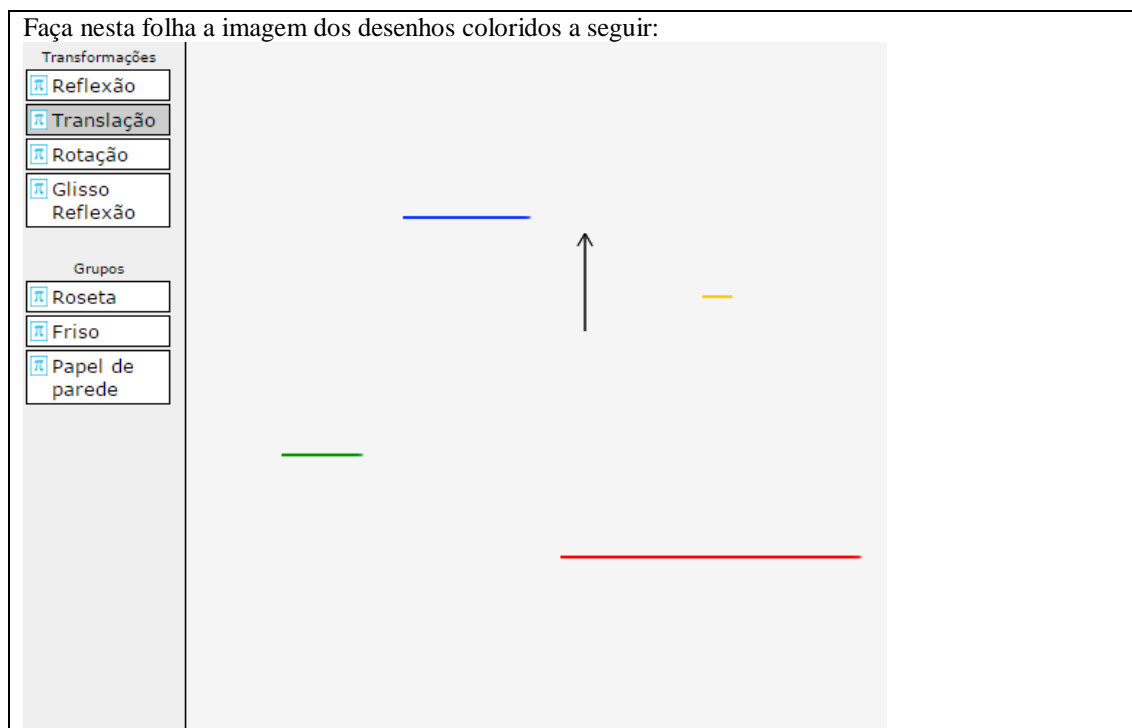 Faça nesta folha a imagem dos desenhos coloridos a seguir:
Transformações
π Reflexão
π Translação
π Rotação
π Glisso
Reflexão
Grupos
π Roseta
π Friso
π Papel de
parede